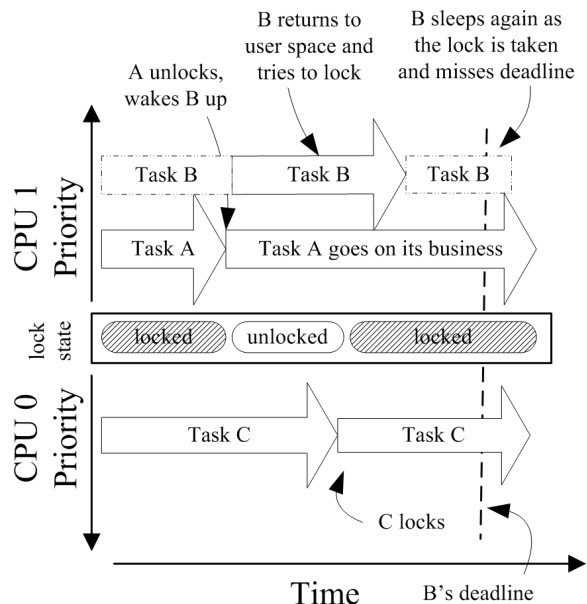 B returns to
user space and
tries to lock
B sleeps again as
the lock is taken
and misses deadline
A unlocks,
wakes B up
CPU 1
Priority
Task B
Task B
Task B
Task A
Task A goes on its business
lock
state
locked
unlocked
locked
CPU 0
Priority
Task C
Task C
C locks
Time
B's deadline